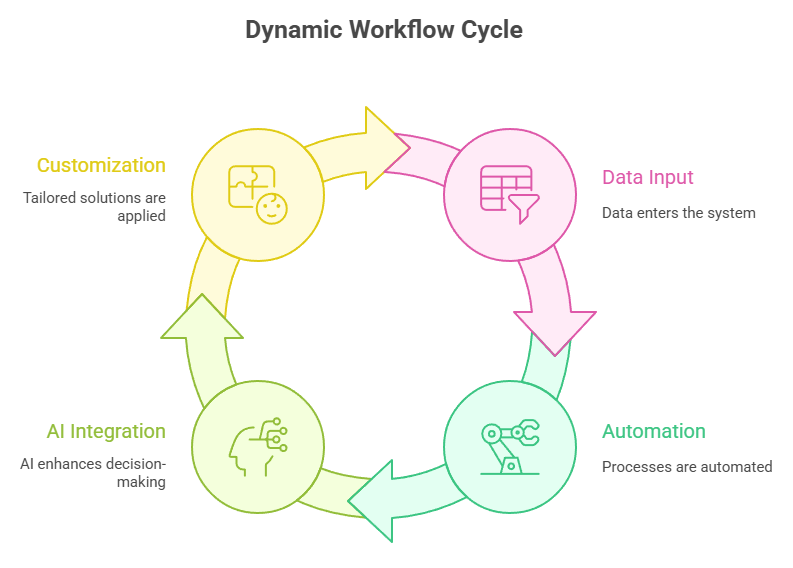 Dynamic Workflow Cycle
Customization
Tailored solutions are
applied
Data Input
Data enters the system
AI Integration
AI enhances decision-
making
Automation
Processes are automated